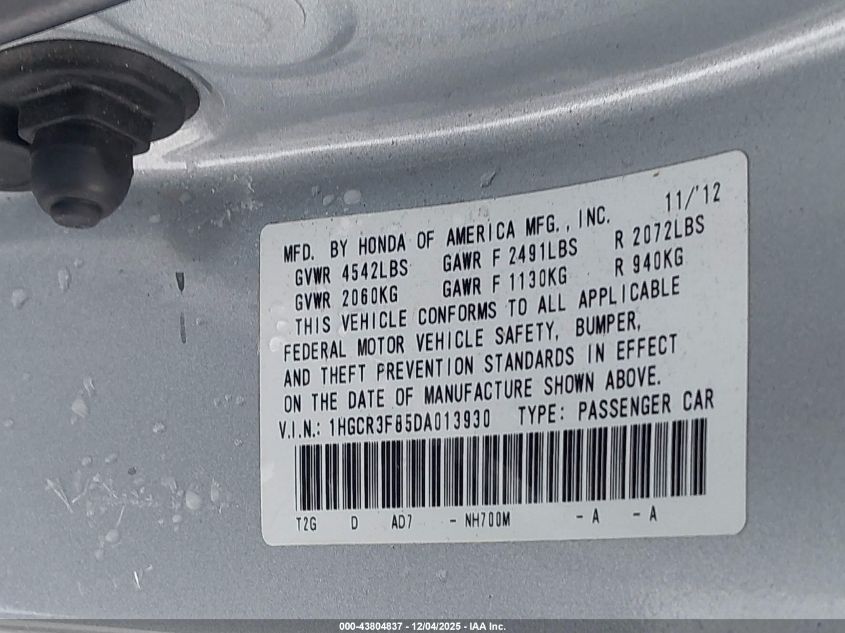 11/'12
MFD. BY HONDA OF AMERICA MFG., INC.
GVWR 4542LBS GAWR F 2491LBS R 2072LBS
GVWR 2060KG GAWR F 1130KG R 940KG
THIS VEHICLE CONFORMS TO ALL APPLICABLE
FEDERAL MOTOR VEHICLE SAFETY, BUMPER,
AND THEFT PREVENTION STANDARDS IN EFFECT
ON THE DATE OF MANUFACTURE SHOWN ABOVE.
V.I.N.: 1HGCR3F85DA013930 TYPE: PASSENGER CAR
T2G D AD7 - NH700M - A - A
000-43804837 - 12/04/2025 - IAA Inc.